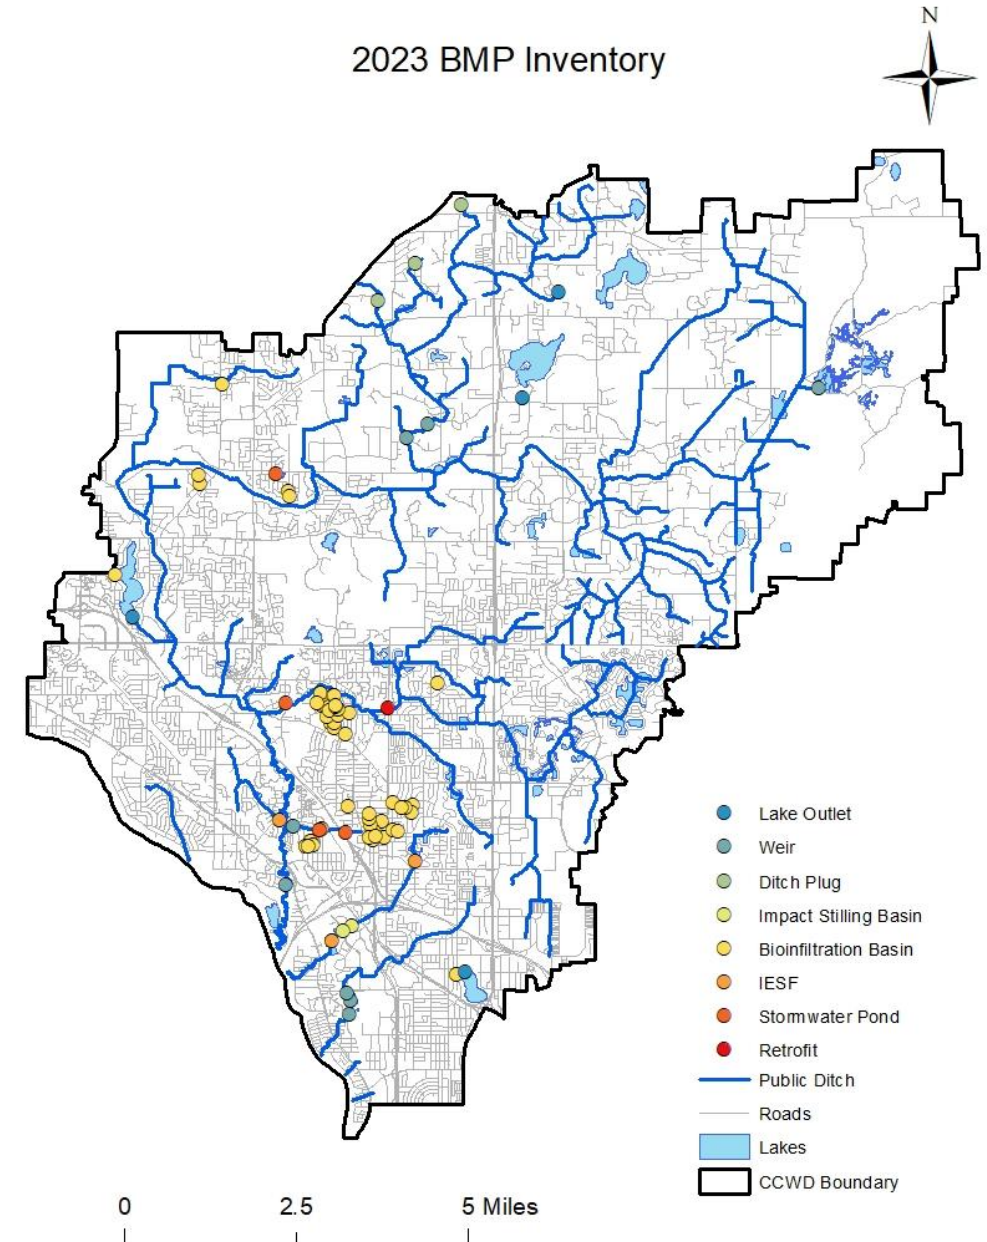 N
2023 BMP Inventory
Lake Outlet
Weir
Ditch Plug
Impact Stilling Basin
Bioinfiltration Basin
IESF
Stormwater Pond
Retrofit
Public Ditch
Roads
Lakes
CCWD Boundary
0 2.5 5 Miles